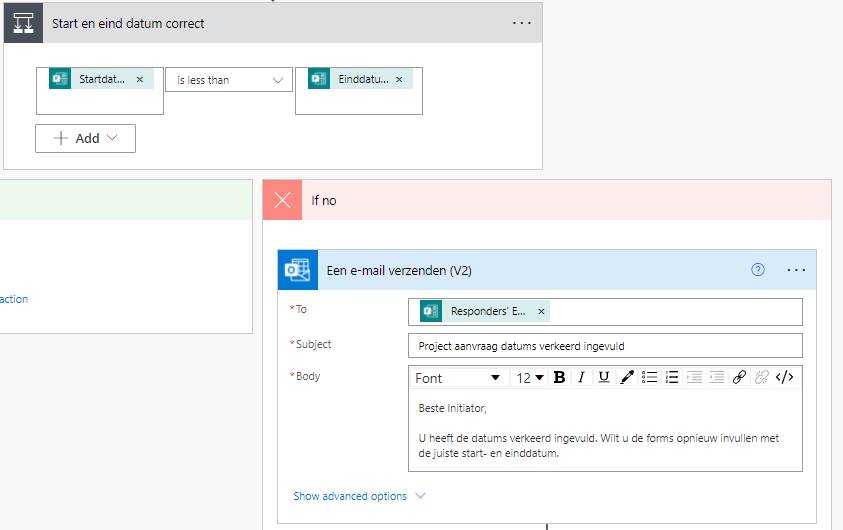 Start en eind datum correct
Startdat... × is less than Einddatu... ×
Add
If no
action
Een e-mail verzenden (V2)
*To Responders' E... ×
*Subject Project aanvraag datums verkeerd ingevuld
*Body Font 12 B I U </>
Beste Initiator,
U heeft de datums verkeerd ingevuld. Wilt u de forms opnieuw invullen met
de juiste start- en einddatum.
Show advanced options